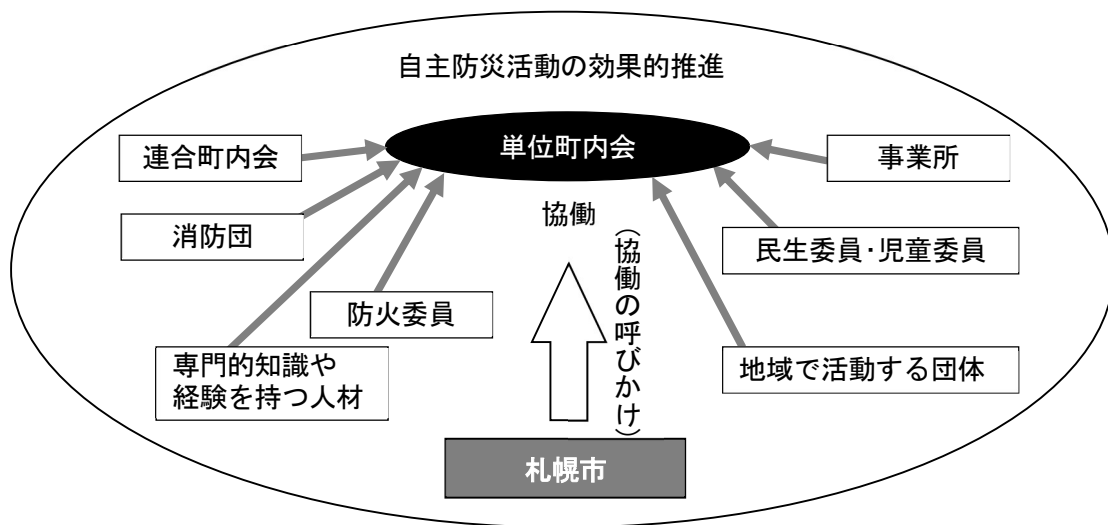 自主防災活動の効果的推進
単位町内会
連合町内会
事業所
消防団
協働
民生委員・児童委員
(協働の呼びかけ)
防火委員
専門的知識や
経験を持つ人材
地域で活動する団体
札幌市